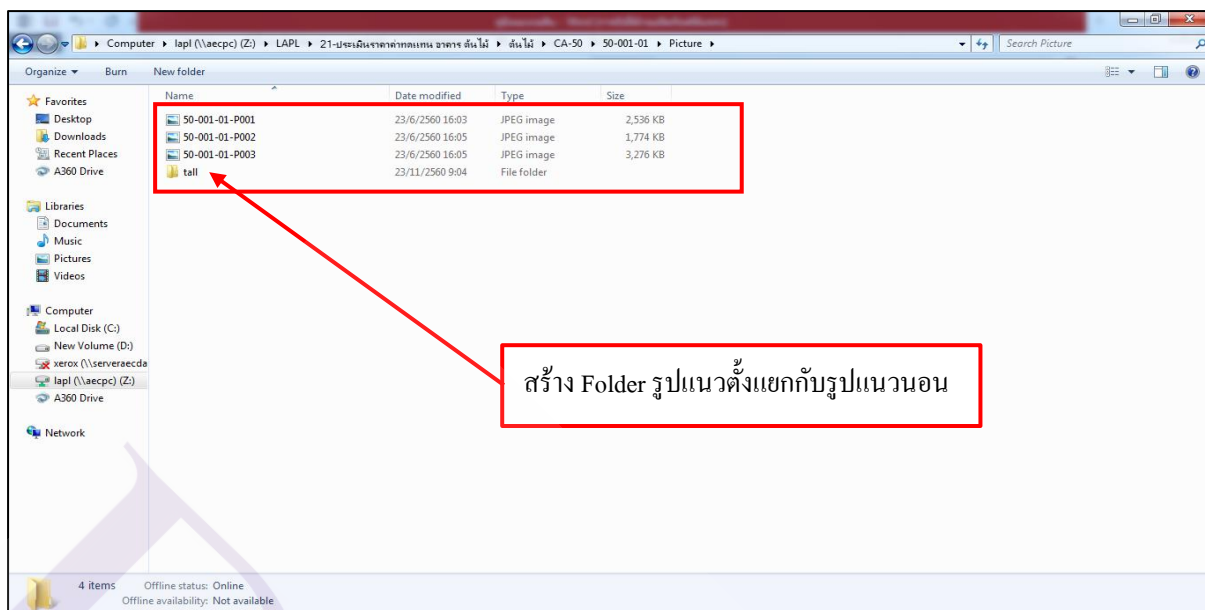 Computer ▸ lapl (\\aecpc) (Z:) ▸ LAPL ▸ 21-ประเมินราคาค่าทดแทน อาคาร ต้นไม้ ▸ ต้นไม้ ▸ CA-50 ▸ 50-001-01 ▸ Picture ▸ Search Picture
Organize Burn New folder
Name Date modified Type Size
50-001-01-P001 23/6/2560 16:03 JPEG image 2,536 KB
50-001-01-P002 23/6/2560 16:05 JPEG image 1,774 KB
50-001-01-P003 23/6/2560 16:05 JPEG image 3,276 KB
tall 23/11/2560 9:04 File folder
Favorites
Desktop
Downloads
Recent Places
A360 Drive
Libraries
Documents
Music
Pictures
Videos
Computer
Local Disk (C:)
New Volume (D:)
xerox (\\serveraecda
lapl (\\aecpc) (Z:)
A360 Drive
Network
สร้าง Folder รูปแนวตั้งแยกกับรูปแนวนอน
4 items Offline status: Online
Offline availability: Not available